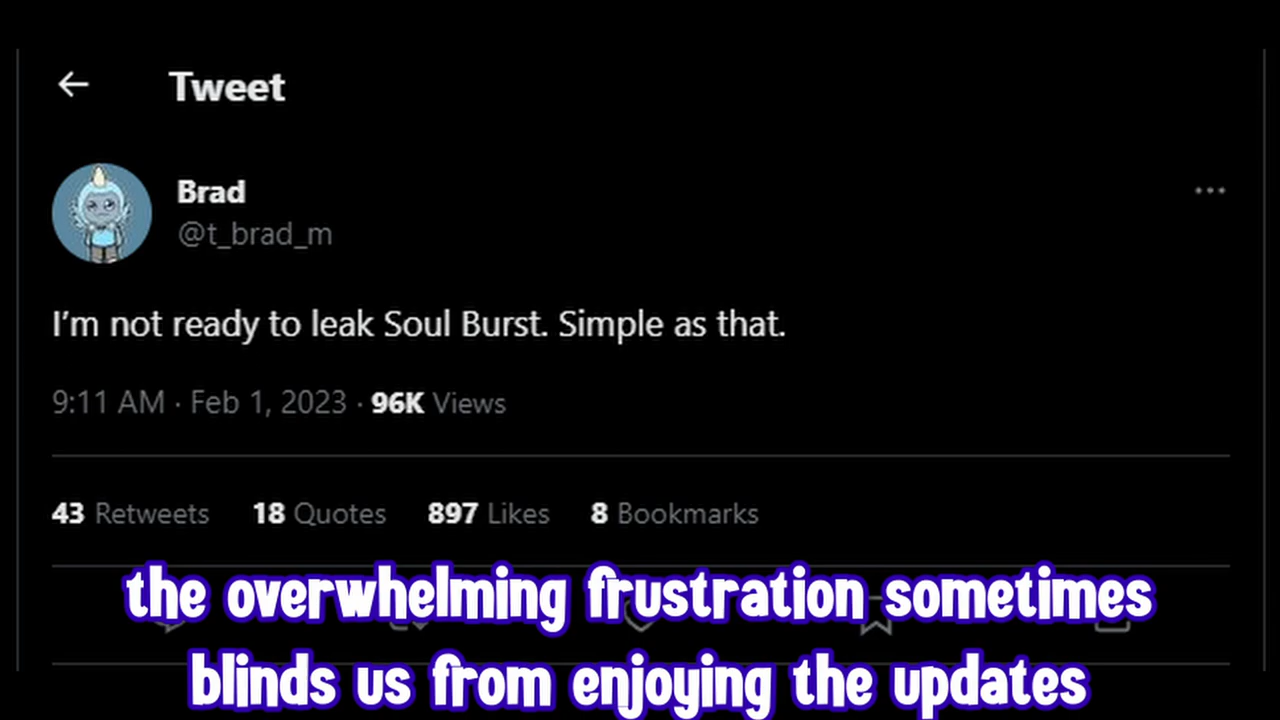 Tweet
Brad
@t_brad_m
I'm not ready to leak Soul Burst. Simple as that.
9:11 AM · Feb 1, 2023 · 96K Views
43 Retweets 18 Quotes 897 Likes 8 Bookmarks
the overwhelming frustration sometimes
blinds us from enjoying the updates